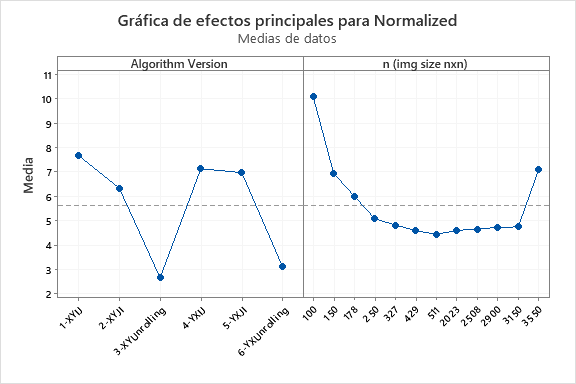 Gráfica de efectos principales para Normalized
Medias de datos
Algorithm Version
n (img size nxn)
Media
11
10
9
8
7
6
5
4
3
2
1-XYIJ
2-XYJI
3-XYunrolling
4-YXIJ
5-YXJI
6-YXunrolling
100
150
178
250
327
429
511
2023
2508
2900
3150
3550